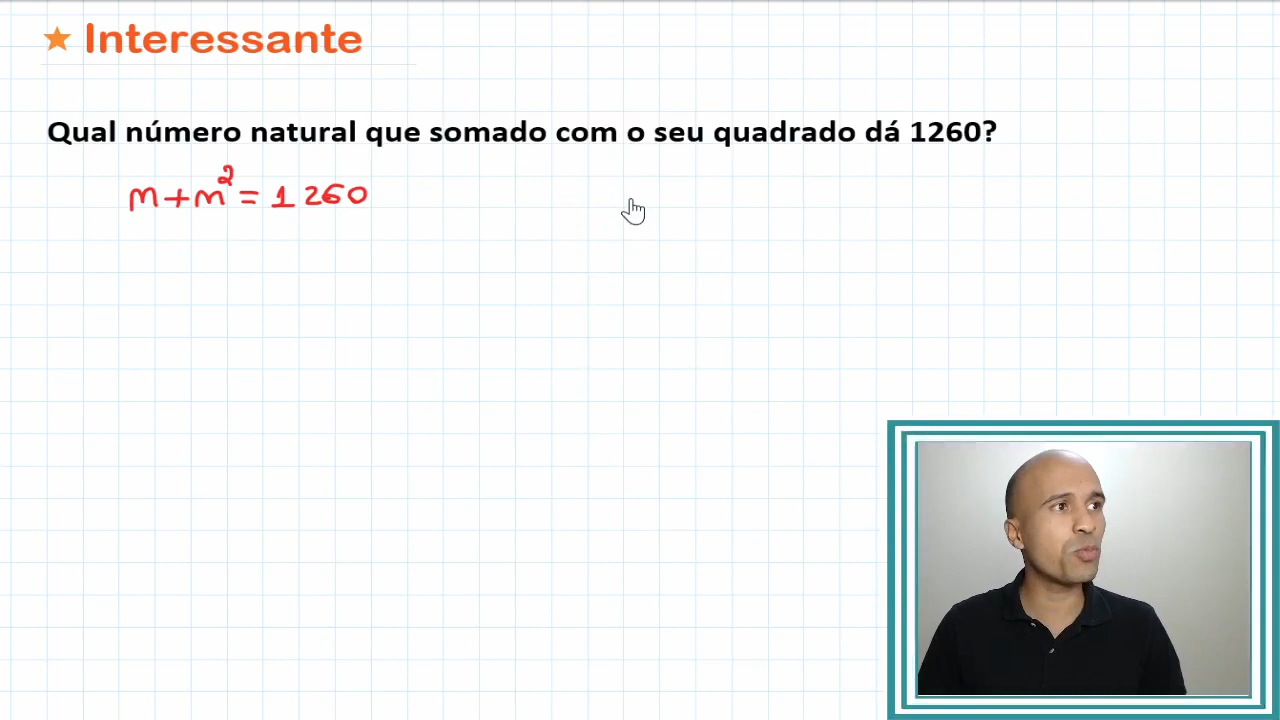 Interessante
Qual número natural que somado com o seu quadrado dá 1260?
m+m²=1260